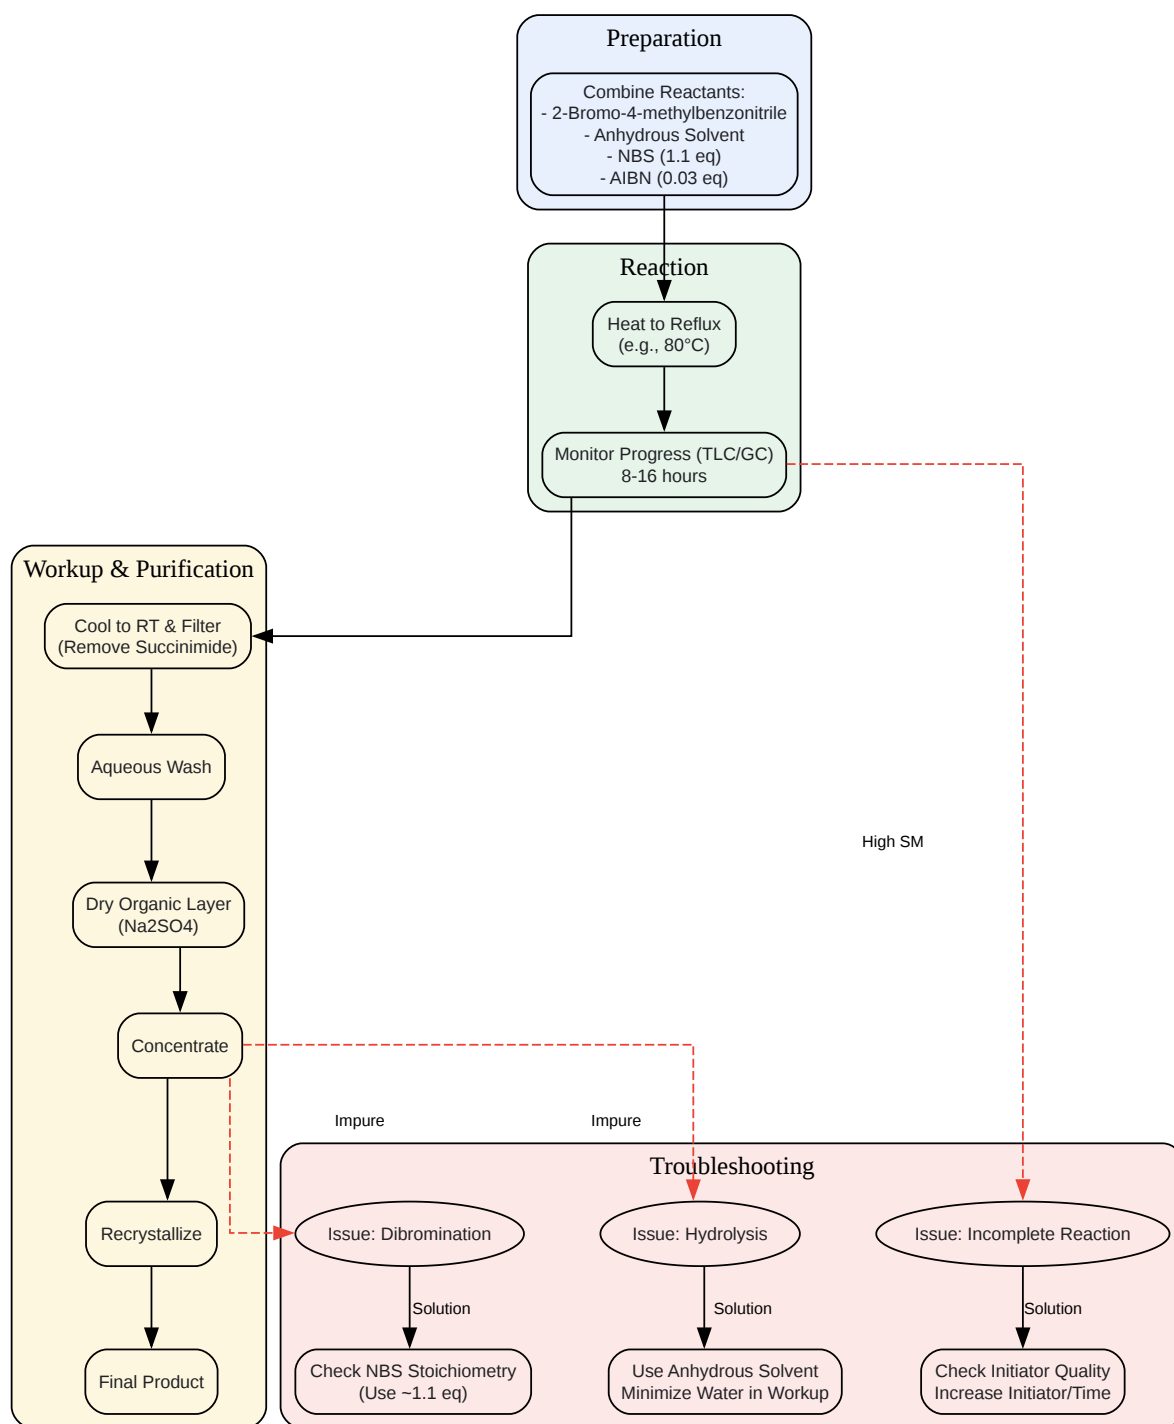 Preparation
Combine Reactants:
- 2-Bromo-4-methylbenzonitrile
- Anhydrous Solvent
- NBS (1.1 eq)
- AIBN (0.03 eq)
Reaction
Heat to Reflux
(e.g., 80°C)
Monitor Progress (TLC/GC)
8-16 hours
Workup & Purification
Cool to RT & Filter
(Remove Succinimide)
Aqueous Wash
Dry Organic Layer
(Na2SO4)
Concentrate
Recrystallize
Final Product
High SM
Impure
Impure
Troubleshooting
Issue: Dibromination
Issue: Hydrolysis
Issue: Incomplete Reaction
Solution
Solution
Solution
Check NBS Stoichiometry
(Use ~1.1 eq)
Use Anhydrous Solvent
Minimize Water in Workup
Check Initiator Quality
Increase Initiator/Time